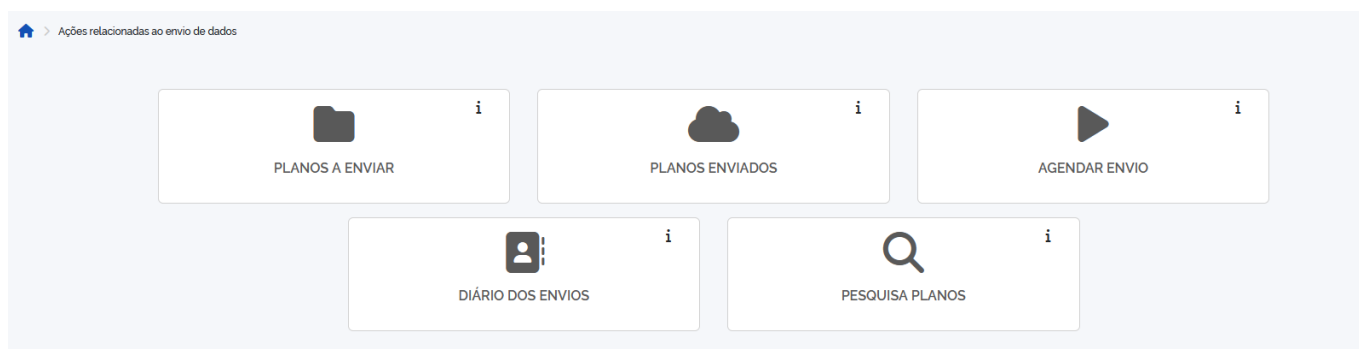 Ações relacionadas ao envio de dados
i
PLANOS A ENVIAR
i
PLANOS ENVIADOS
i
AGENDAR ENVIO
i
DIÁRIO DOS ENVIOS
i
PESQUISA PLANOS